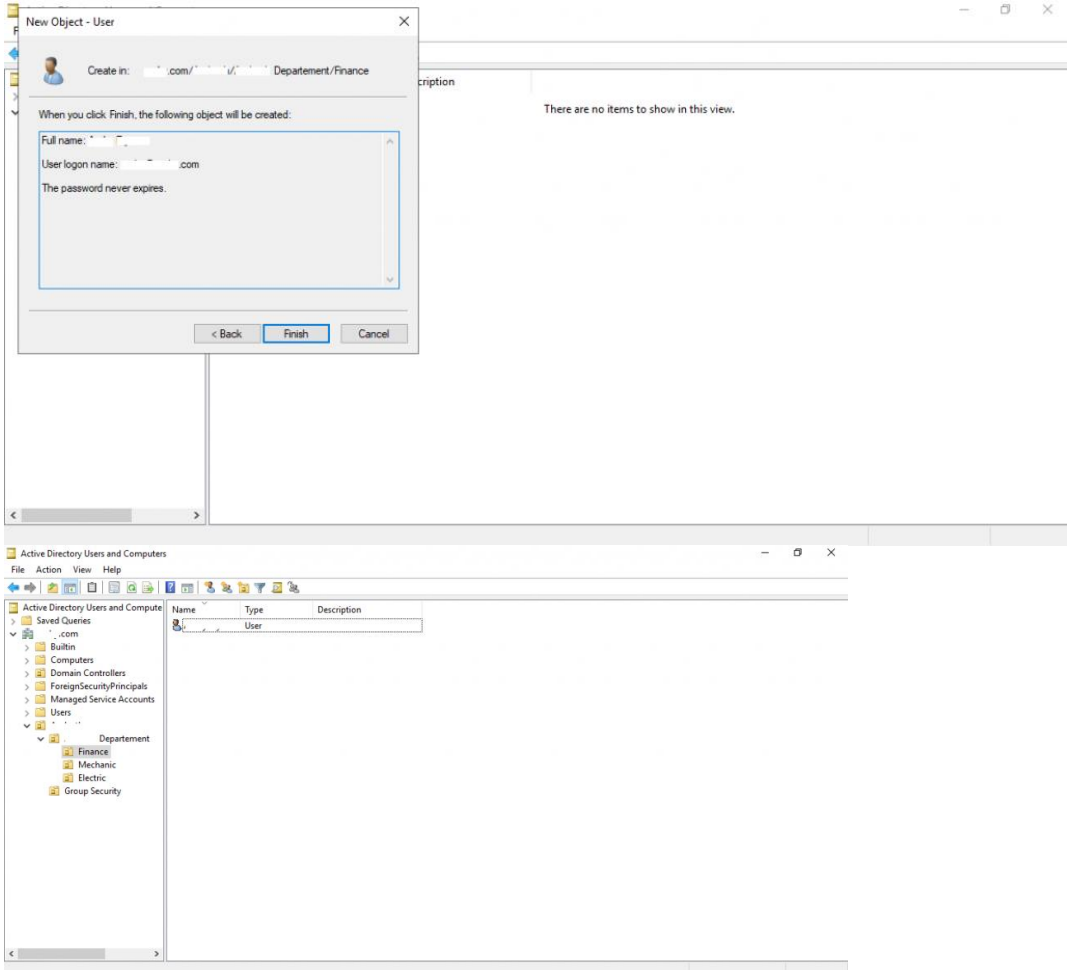 New Object - User
Create in: .com/ Departement/Finance
cription
When you click Finish, the following object will be created:
There are no items to show in this view.
Full name:
User logon name: .com
The password never expires.
< Back Finish Cancel
Active Directory Users and Computers
File Action View Help
Active Directory Users and Compute
Name Type Description
Saved Queries
User
.com
Builtin
Computers
Domain Controllers
ForeignSecurityPrincipals
Managed Service Accounts
Users
Departement
Finance
Mechanic
Electric
Group Security